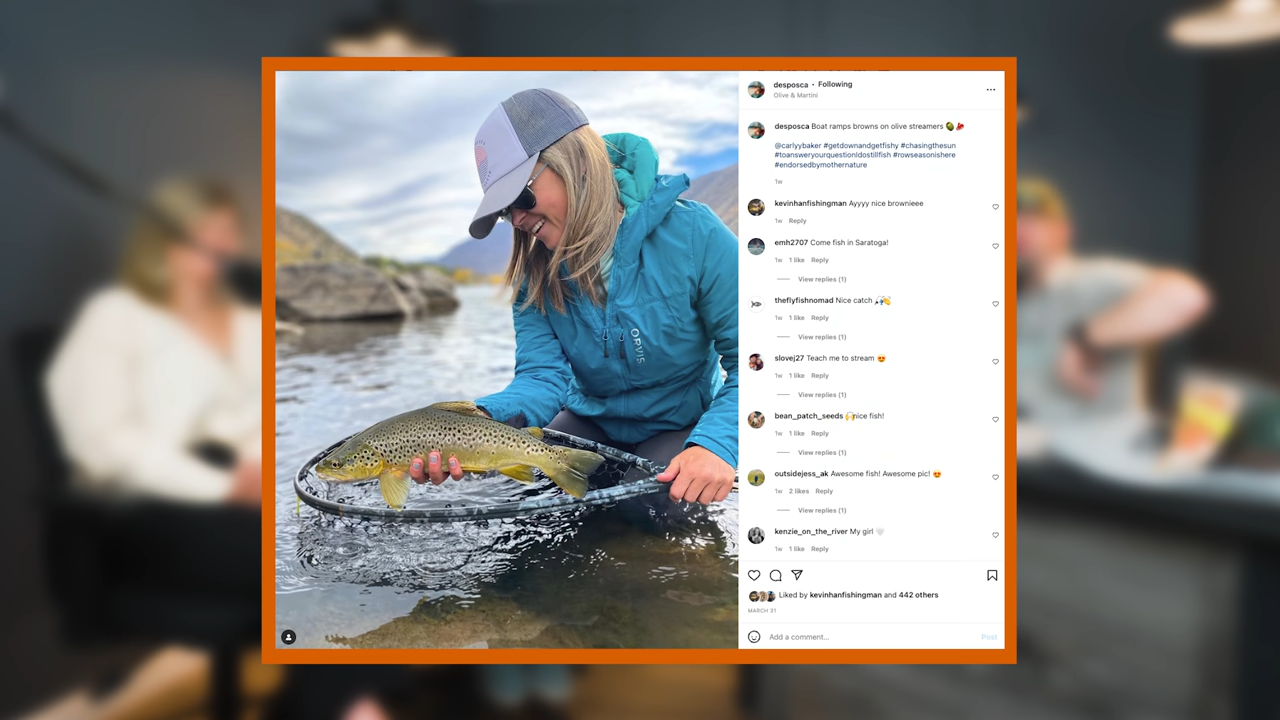 ORVIS
desposca • Following
Olive & Martini
desposca Boat ramps browns on olive streamers 🫒🥩
@carlyybaker #getdownandgetfishy #chasingthesun
#toansweryourquestionIdostillfish #rowseasonishere
#endorsedbymothernature
1w
kevinhanfishingman Ayyyy nice brownieee
1w Reply
emh2707 Come fish in Saratoga!
1w 1 like Reply
View replies (1)
theflyfishnomad Nice catch 🎣👏
1w 1 like Reply
View replies (1)
slovej27 Teach me to stream 😍
1w 1 like Reply
View replies (1)
bean_patch_seeds 🙌nice fish!
1w 1 like Reply
View replies (1)
outsidejess_ak Awesome fish! Awesome pic! 😍
1w 2 likes Reply
View replies (1)
kenzie_on_the_river My girl 🤍
1w 1 like Reply
Liked by kevinhanfishingman and 442 others
MARCH 31
Add a comment...
Post